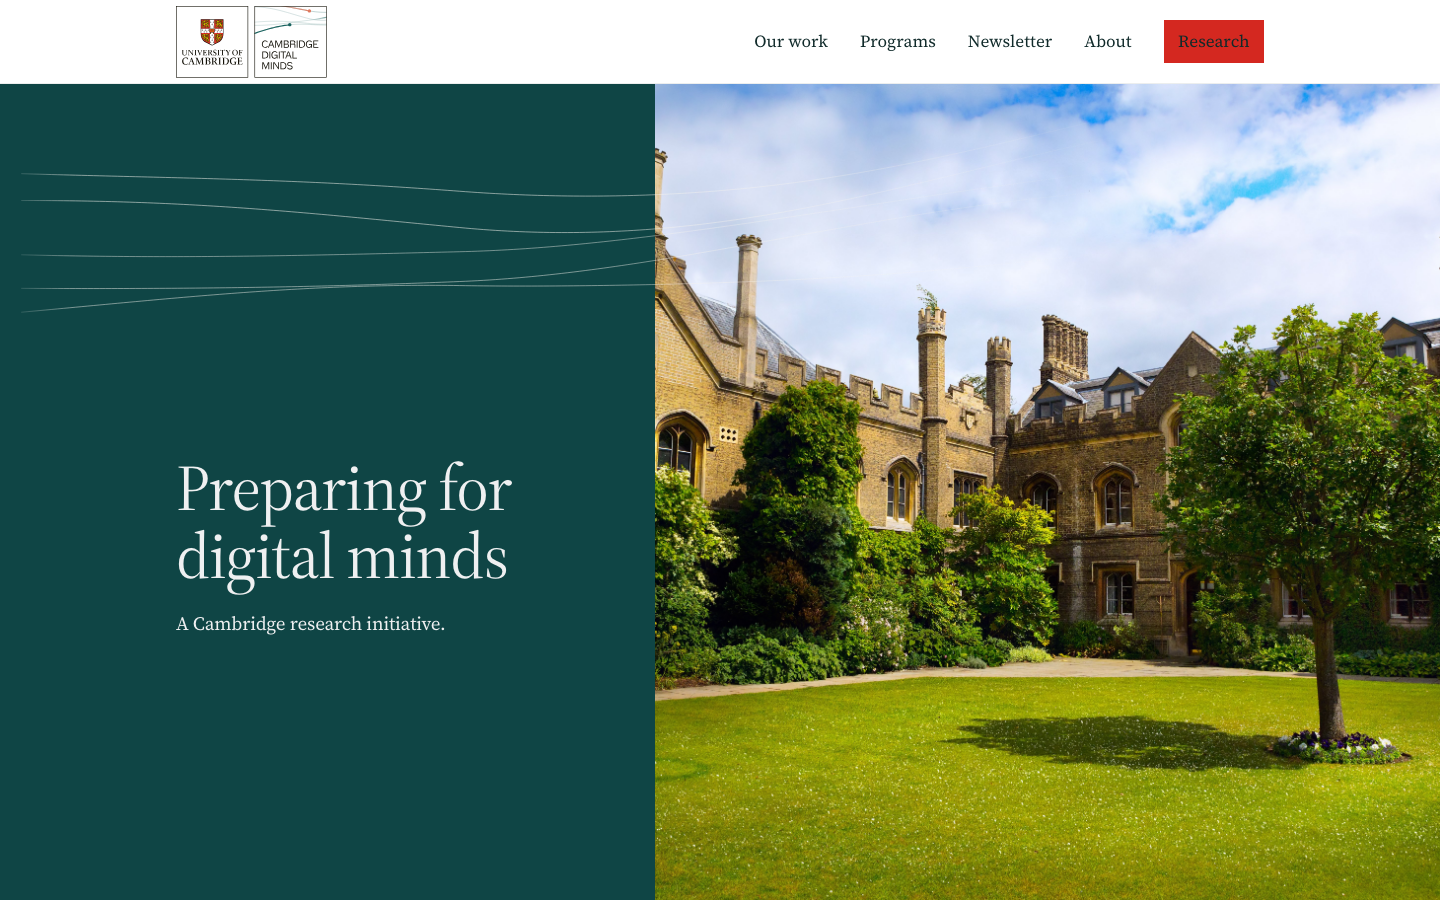 UNIVERSITY OF
CAMBRIDGE
CAMBRIDGE
DIGITAL
MINDS
Our work
Programs
Newsletter
About
Research
Preparing for
digital minds
A Cambridge research initiative.